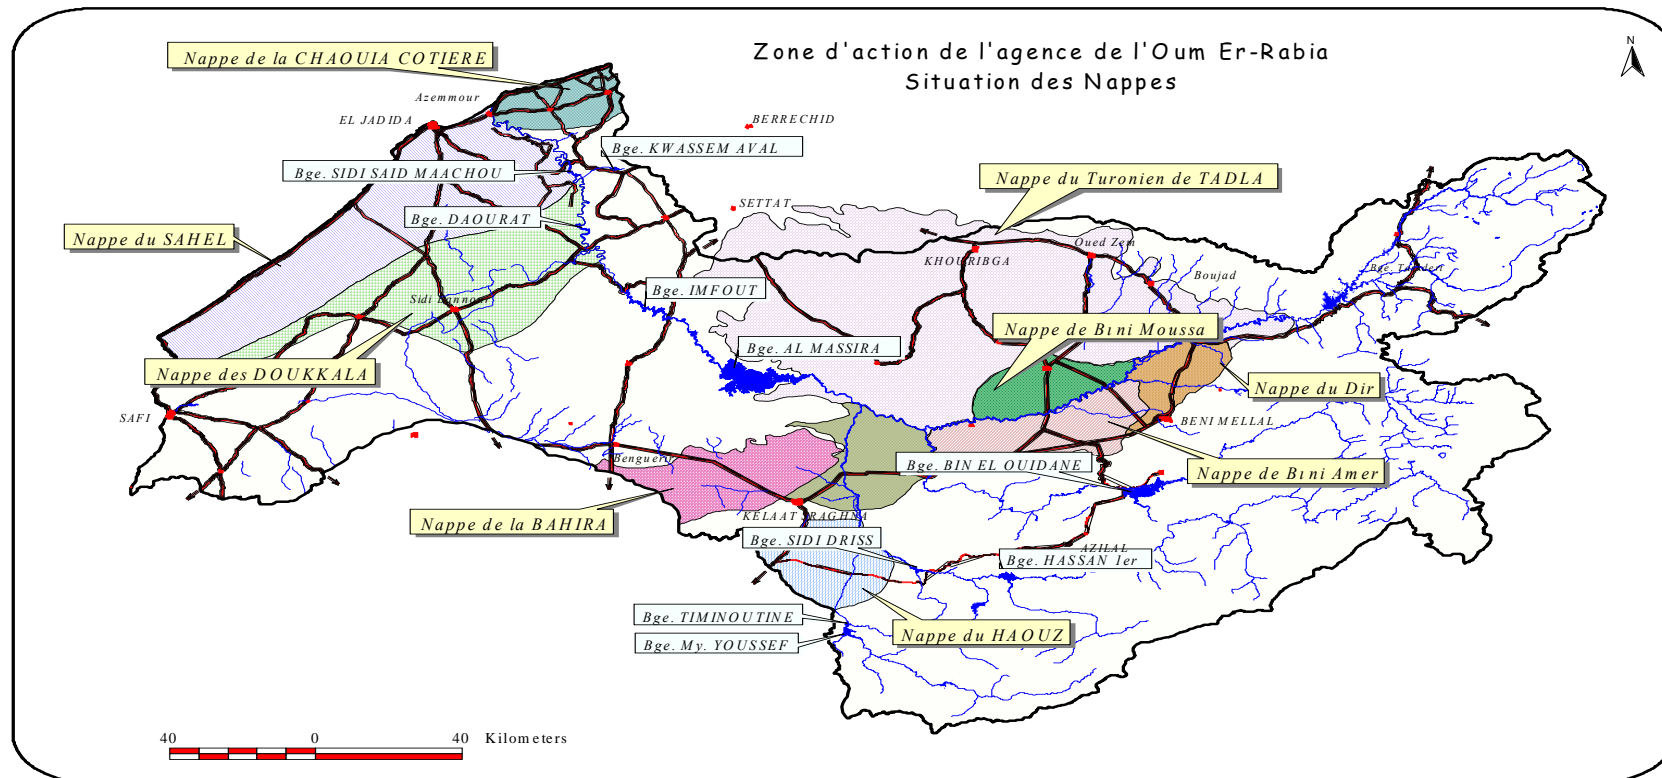 Zone d'action de l'agence de l'Oum Er-Rabia
Situation des Nappes
N
Nappe de la CHAOUIA COTIERE
Azemmour
EL JADIDA
BERRECHID
Bge. KWASSEM AVAL
Bge. SIDI SAID MAACHOU
Nappe du Turonien de TADLA
SETTAT
Bge. DAOURAT
Nappe du SAHEL
Oued Zem
KHOURIBGA
Boujad
Bge. IMFOUT
Sidi Bannour
Nappe de Bini Moussa
Bge. AL MASSIRA
Nappe des DOUKKALA
Nappe du Dir
SAFI
BENI MELLAL
Benguerir
Bge. BIN EL OUIDANE
Nappe de Bini Amer
Nappe de la BAHIRA
KELAAT SRAGHNA
Bge. SIDI DRISS
AZILAL
Bge. HASSAN 1er
Bge. TIMINOUTINE
Nappe du HAOUZ
Bge. My. YOUSSEF
40 0 40 Kilometers